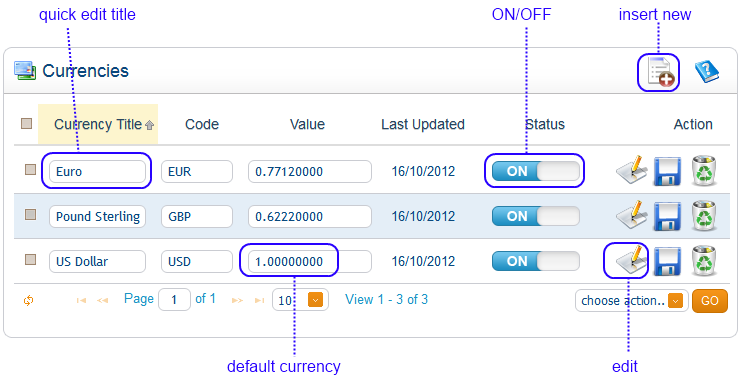 quick edit title ON/OFF insert new
Currencies
Currency Title Code Value Last Updated Status Action
Euro EUR 0.77120000 16/10/2012 ON
Pound Sterling GBP 0.62220000 16/10/2012 ON
US Dollar USD 1.00000000 16/10/2012 ON
Page 1 of 1 10 View 1 - 3 of 3 choose action.. GO
default currency edit